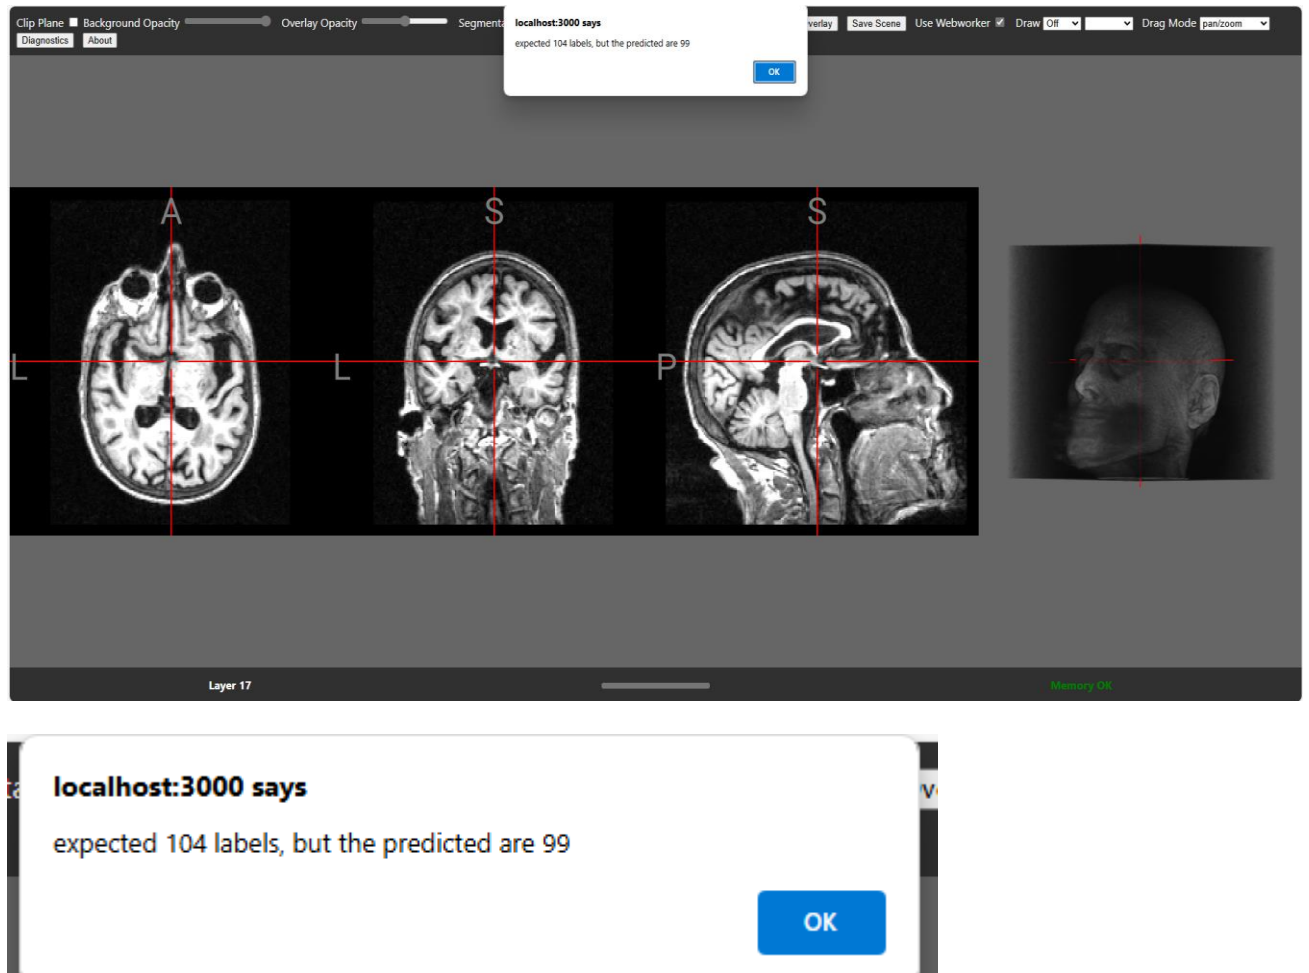 Clip Plane Background Opacity Overlay Opacity Segmenta
Save Scene Use Webworker Draw Off Drag Mode pan/zoom
Diagnostics About
localhost:3000 says
expected 104 labels, but the predicted are 99
OK
A
S
S
L
L
P
Layer 17
Memory OK
localhost:3000 says
expected 104 labels, but the predicted are 99
OK